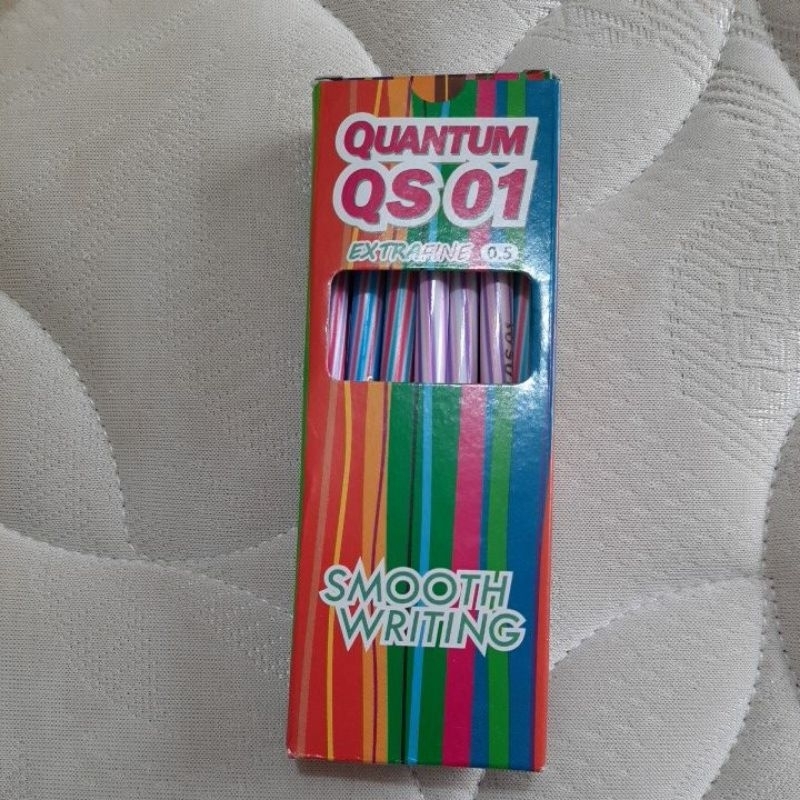 QUANTUM
QS 01
EXTRAFINE 0.5
SMOOTH
WRITING